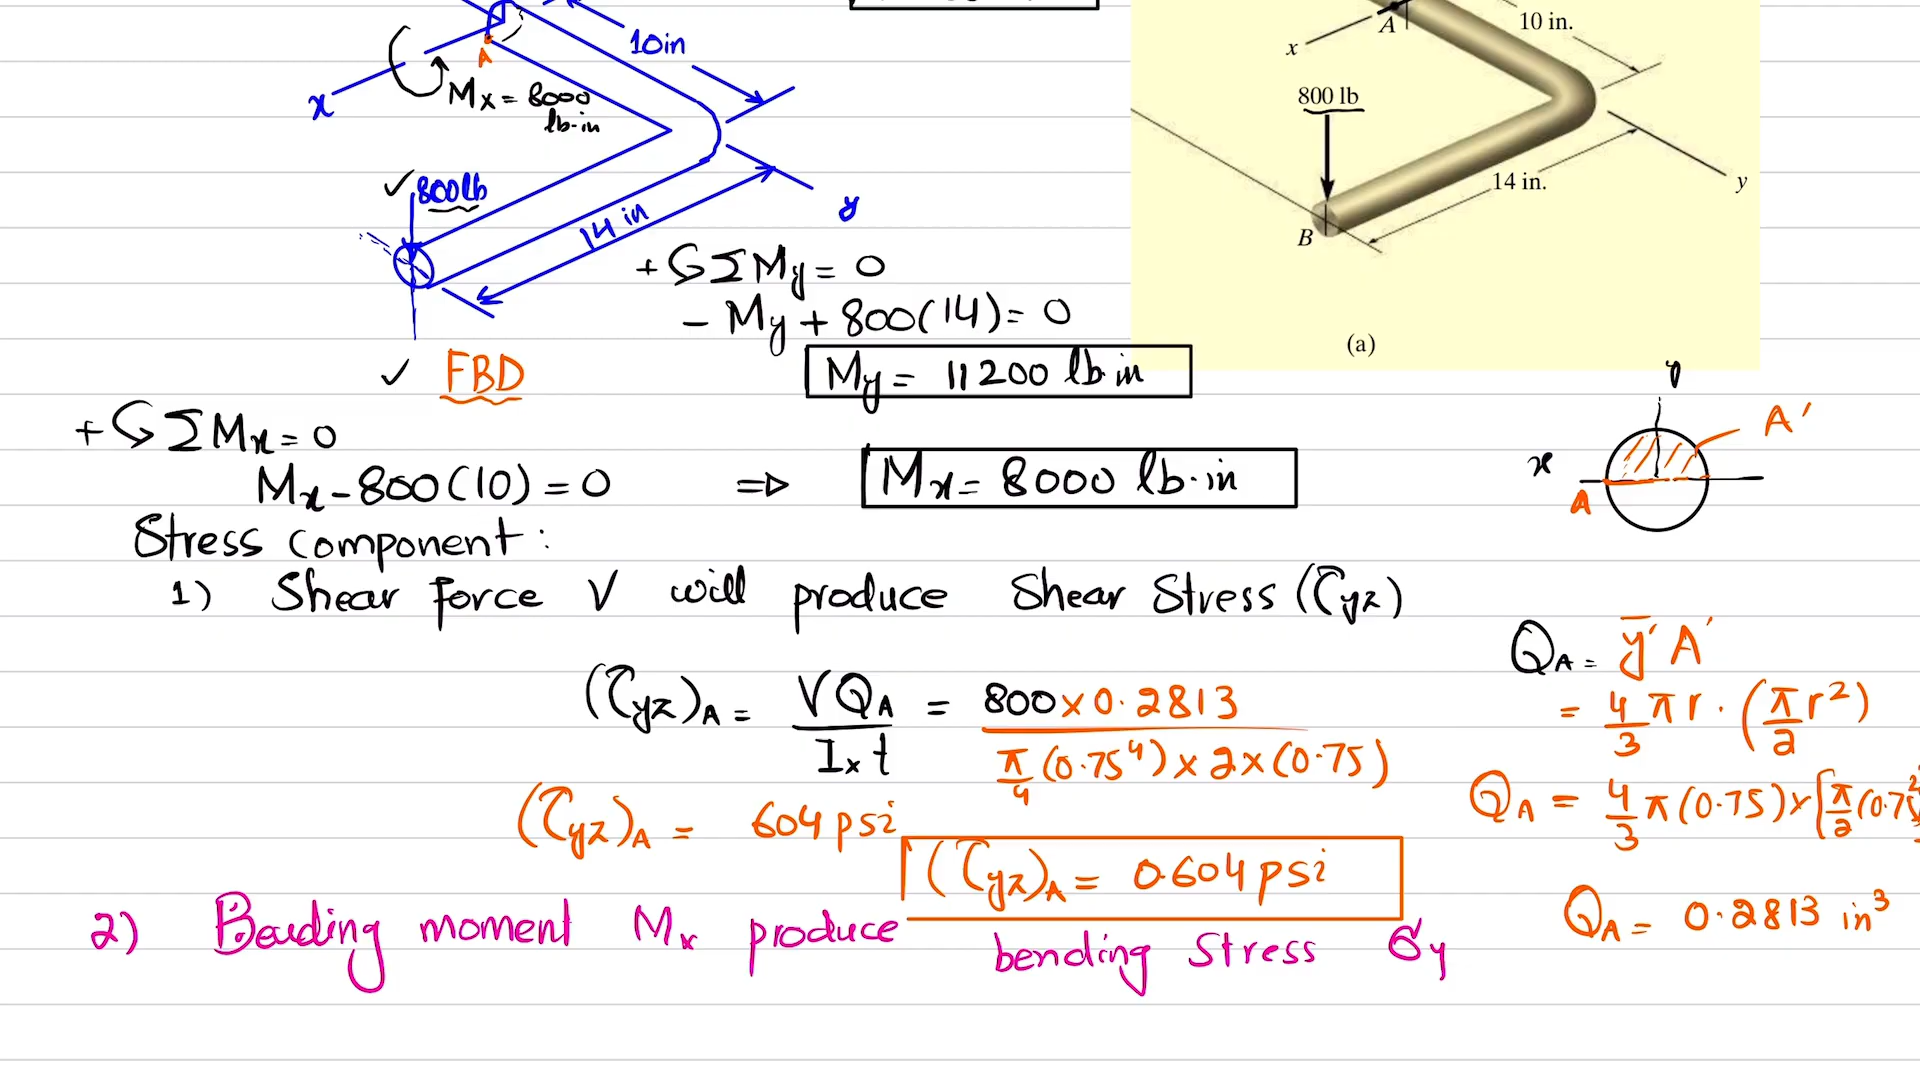 10in
A
x
Mx = 8000
lb-in
800lb
14 in
y
FBD
A
10 in.
x
800 lb
14 in.
y
B
(a)
+ ΣMy = 0
- My + 800(14) = 0
My = 11200 lb·in
+ ΣMx = 0
Mx - 800(10) = 0 ⇒ Mx = 8000 lb·in
x
A
A'
Stress component :
1) Shear Force V will produce Shear Stress (τyz)
(τyz)A = VQA / Ix t = 800 x 0.2813 / π/4 (0.75⁴) x 2 x (0.75)
(τyz)A = 604 psi
(τyz)A = 0.604 psi
QA = ȳ' A'
= 4/3 πr · (π/2 r²)
QA = 4/3 π(0.75) x [π/2 (0.75
QA = 0.2813 in³
2) Bending moment Mx produce bending stress σy